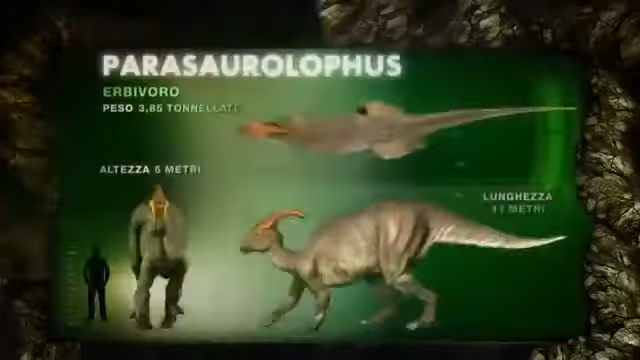 PARASAUROLOPHUS
ERBIVORO
PESO 3,85 TONNELLATE
ALTEZZA 5 METRI
LUNGHEZZA
11 METRI